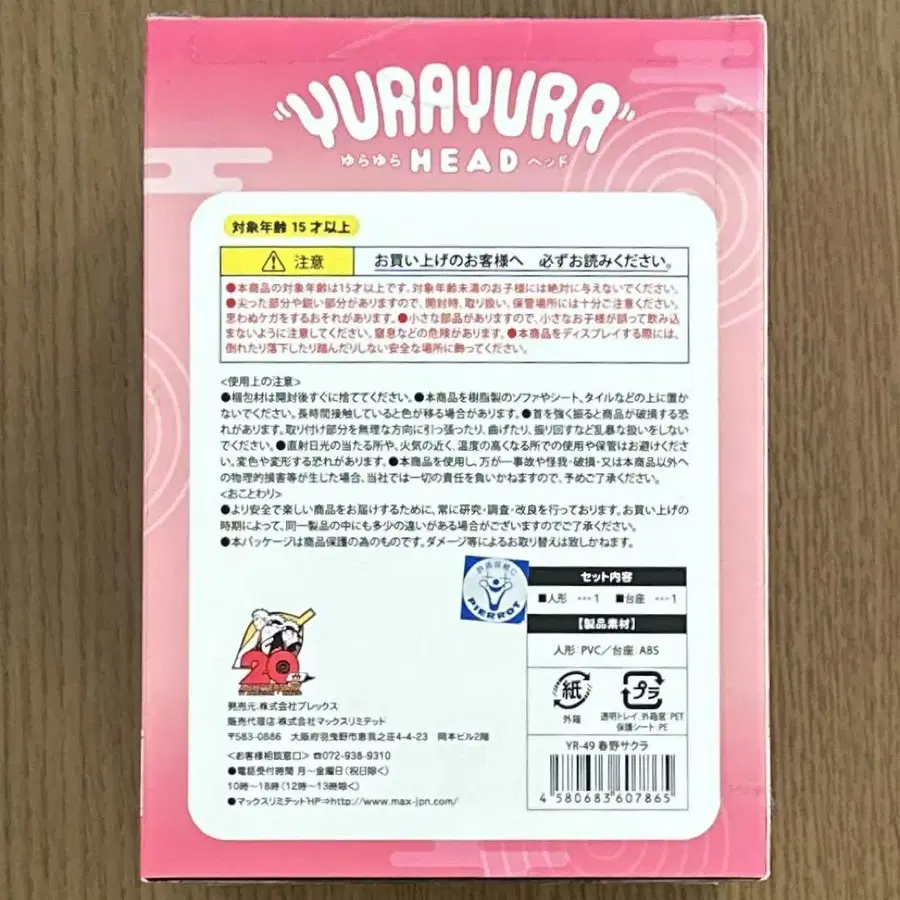 "YURAYURA"
ゆらゆら HEAD ヘッド
対象年齢 15 才以上
注意 お買い上げのお客様へ 必ずお読みください。
●本商品の対象年齢は15才以上です。対象年齢未満のお子様には絶対に与えないでください。
●尖った部分や鋭い部分がありますので、開封時、取り扱い、保管場所には十分ご注意ください。
思わぬケガをするおそれがあります。●小さな部品がありますので、小さなお子様が誤って飲み込
まないように注意してください。窒息などの危険があります。●本商品をディスプレイする際には、
倒れたり落下したり踏んだりしない安全な場所に飾ってください。
<使用上の注意>
●梱包材は開封後すぐに捨ててください。●本商品を樹脂製のソファやシート、タイルなどの上に置か
ないでください。長時間接触していると色が移る場合があります。●首を強く振ると商品が破損する恐
れがあります。取り付け部分を無理な方向に引っ張ったり、曲げたり、振り回すなど乱暴な扱いをしない
でください。●直射日光の当たる所や、火気の近く、温度の高くなる所での使用や保管はお避けくださ
い。変色や変形する恐れがあります。●本商品を使用し、万が一事故や怪我・破損・又は本商品以外へ
の物理的損害等が生じた場合、当社では一切の責任を負いかねますので、予めご了承ください。
<おことわり>
●より安全で楽しい商品をお届けするために、常に研究・調査・改良を行っております。お買い上げの
時期によって、同一製品の中にも多少の違いがある場合がございますのでご了承ください。
●本パッケージは商品保護の為のものです。ダメージ等によるお取り替えは致しかねます。
PIERROT
セット内容
■人形 ……1 ■台座 ……1
【製品素材】
人形:PVC/台座:ABS
紙
外箱
プラ
透明トレイ、外箱窓:PET
保護シート:PE
20
発売元:株式会社プレックス
販売代理店:株式会社マックスリミテッド
〒583-0886 大阪府羽曳野市恵我之荘4-4-23 岡本ビル2階
<お客様相談窓口> ☎072-938-9310
●電話受付時間 月~金曜日(祝日除く)
10時~18時(12時~13時除く)
●マックスリミテッドHP⇒http://www.max-jpn.com/
YR-49 春野サクラ
4 580683 607865